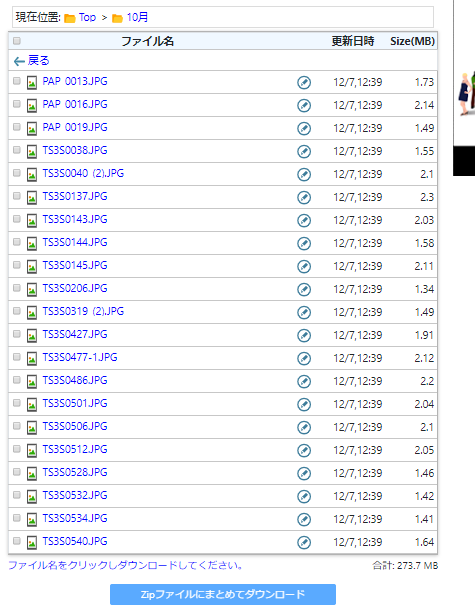 現在位置: Top > 10月
ファイル名 更新日時 Size(MB)
戻る
PAP_0013.JPG 12/7,12:39 1.73
PAP_0016.JPG 12/7,12:39 2.14
PAP_0019.JPG 12/7,12:39 1.49
TS3S0038.JPG 12/7,12:39 1.55
TS3S0040 (2).JPG 12/7,12:39 2.1
TS3S0137.JPG 12/7,12:39 2.3
TS3S0143.JPG 12/7,12:39 2.03
TS3S0144.JPG 12/7,12:39 1.58
TS3S0145.JPG 12/7,12:39 2.11
TS3S0206.JPG 12/7,12:39 1.34
TS3S0319 (2).JPG 12/7,12:39 1.49
TS3S0427.JPG 12/7,12:39 1.91
TS3S0477-1.JPG 12/7,12:39 2.12
TS3S0486.JPG 12/7,12:39 2.2
TS3S0501.JPG 12/7,12:39 2.04
TS3S0506.JPG 12/7,12:39 2.1
TS3S0512.JPG 12/7,12:39 2.05
TS3S0528.JPG 12/7,12:39 1.46
TS3S0532.JPG 12/7,12:39 1.42
TS3S0534.JPG 12/7,12:39 1.41
TS3S0540.JPG 12/7,12:39 1.64
ファイル名をクリックしダウンロードしてください。 合計: 273.7 MB
Zipファイルにまとめてダウンロード